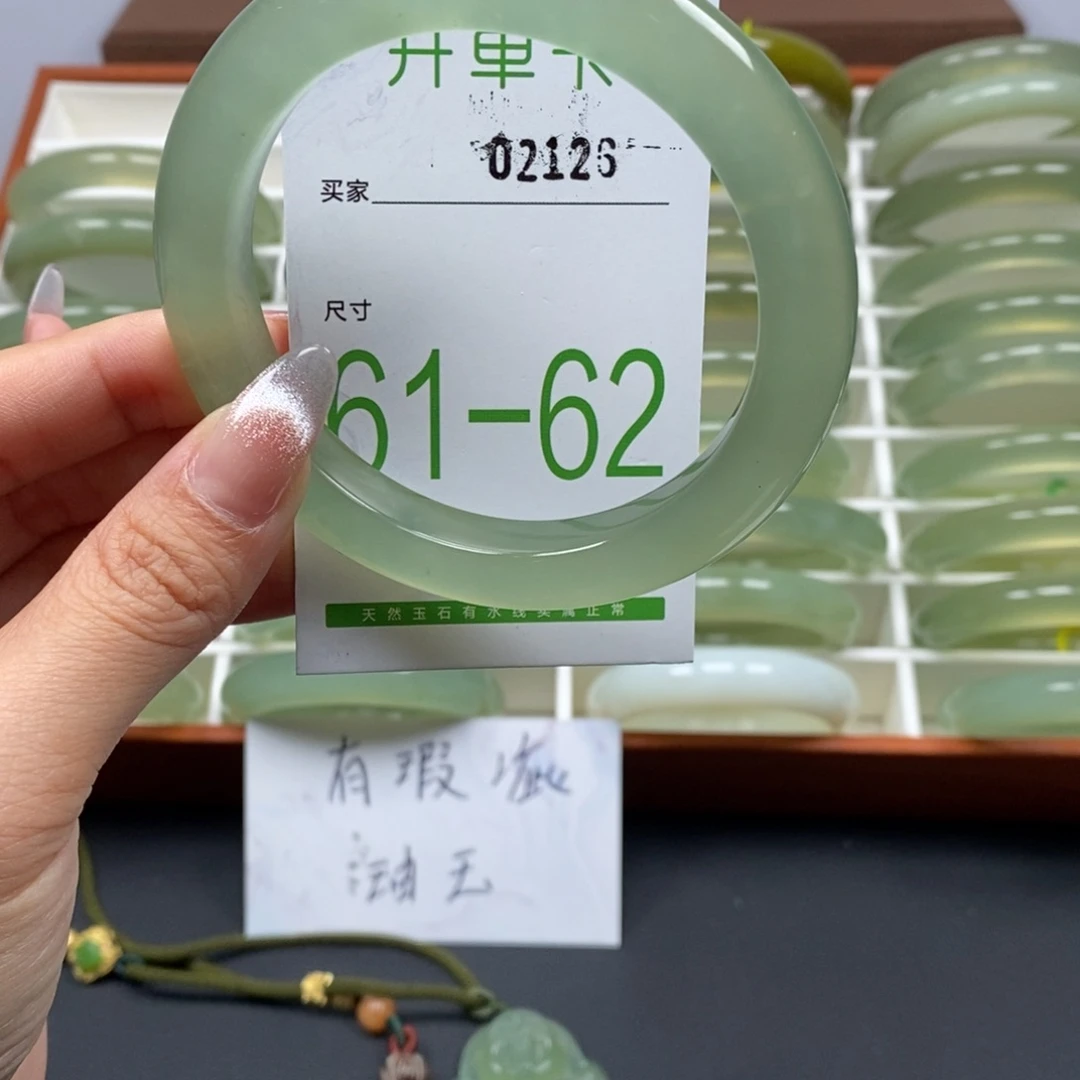 开单卡
02126
买家
尺寸
61-62
天然玉石有水线实属正常
有瑕疵
油玉